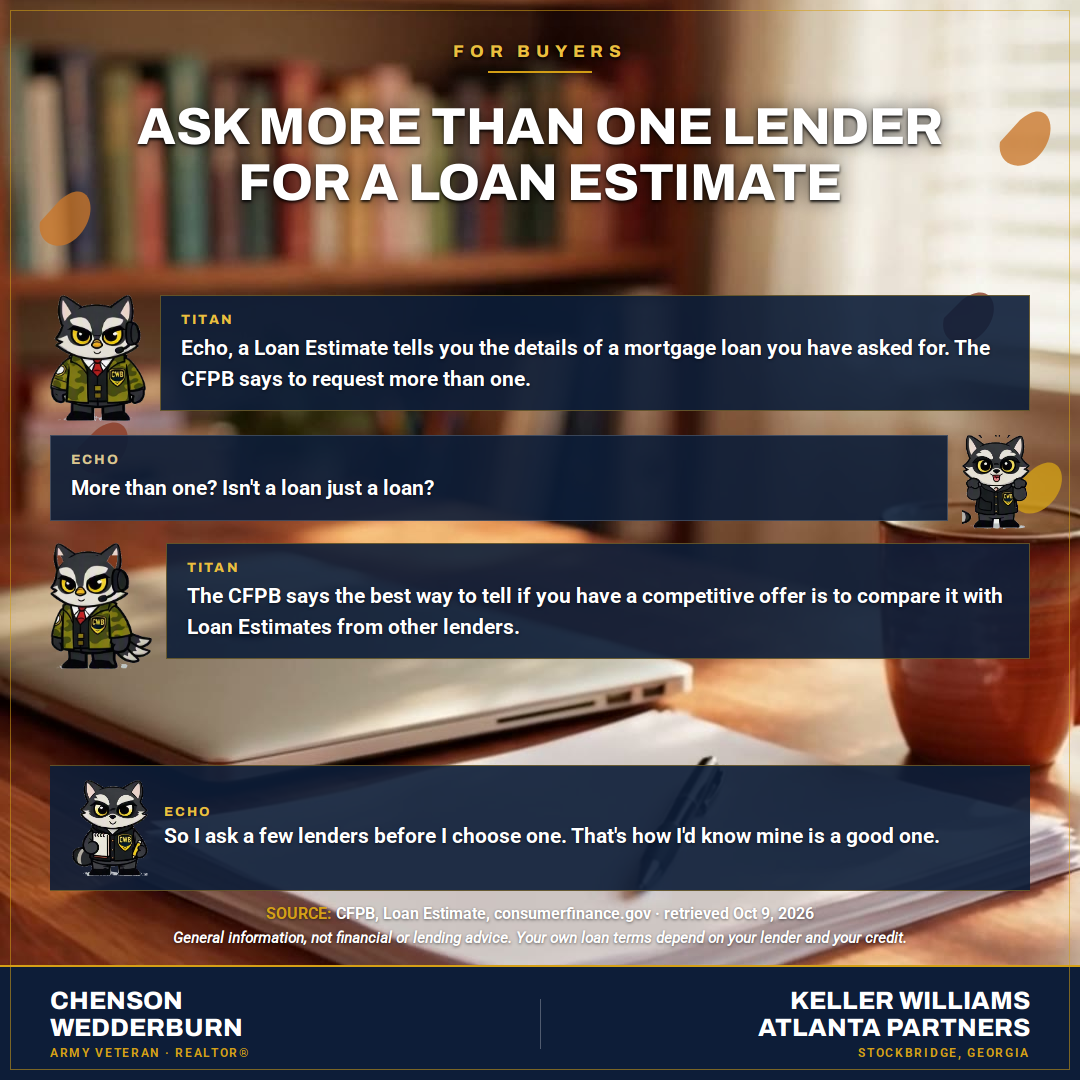 FOR BUYERS
ASK MORE THAN ONE LENDER
FOR A LOAN ESTIMATE
TITAN
Echo, a Loan Estimate tells you the details of a mortgage loan you have asked for. The
CFPB says to request more than one.
ECHO
More than one? Isn't a loan just a loan?
TITAN
The CFPB says the best way to tell if you have a competitive offer is to compare it with
Loan Estimates from other lenders.
ECHO
So I ask a few lenders before I choose one. That's how I'd know mine is a good one.
SOURCE: CFPB, Loan Estimate, consumerfinance.gov · retrieved Oct 9, 2026
General information, not financial or lending advice. Your own loan terms depend on your lender and your credit.
CHENSON
WEDDERBURN
ARMY VETERAN · REALTOR®
KELLER WILLIAMS
ATLANTA PARTNERS
STOCKBRIDGE, GEORGIA
CWB
CWB
CWB
CWB